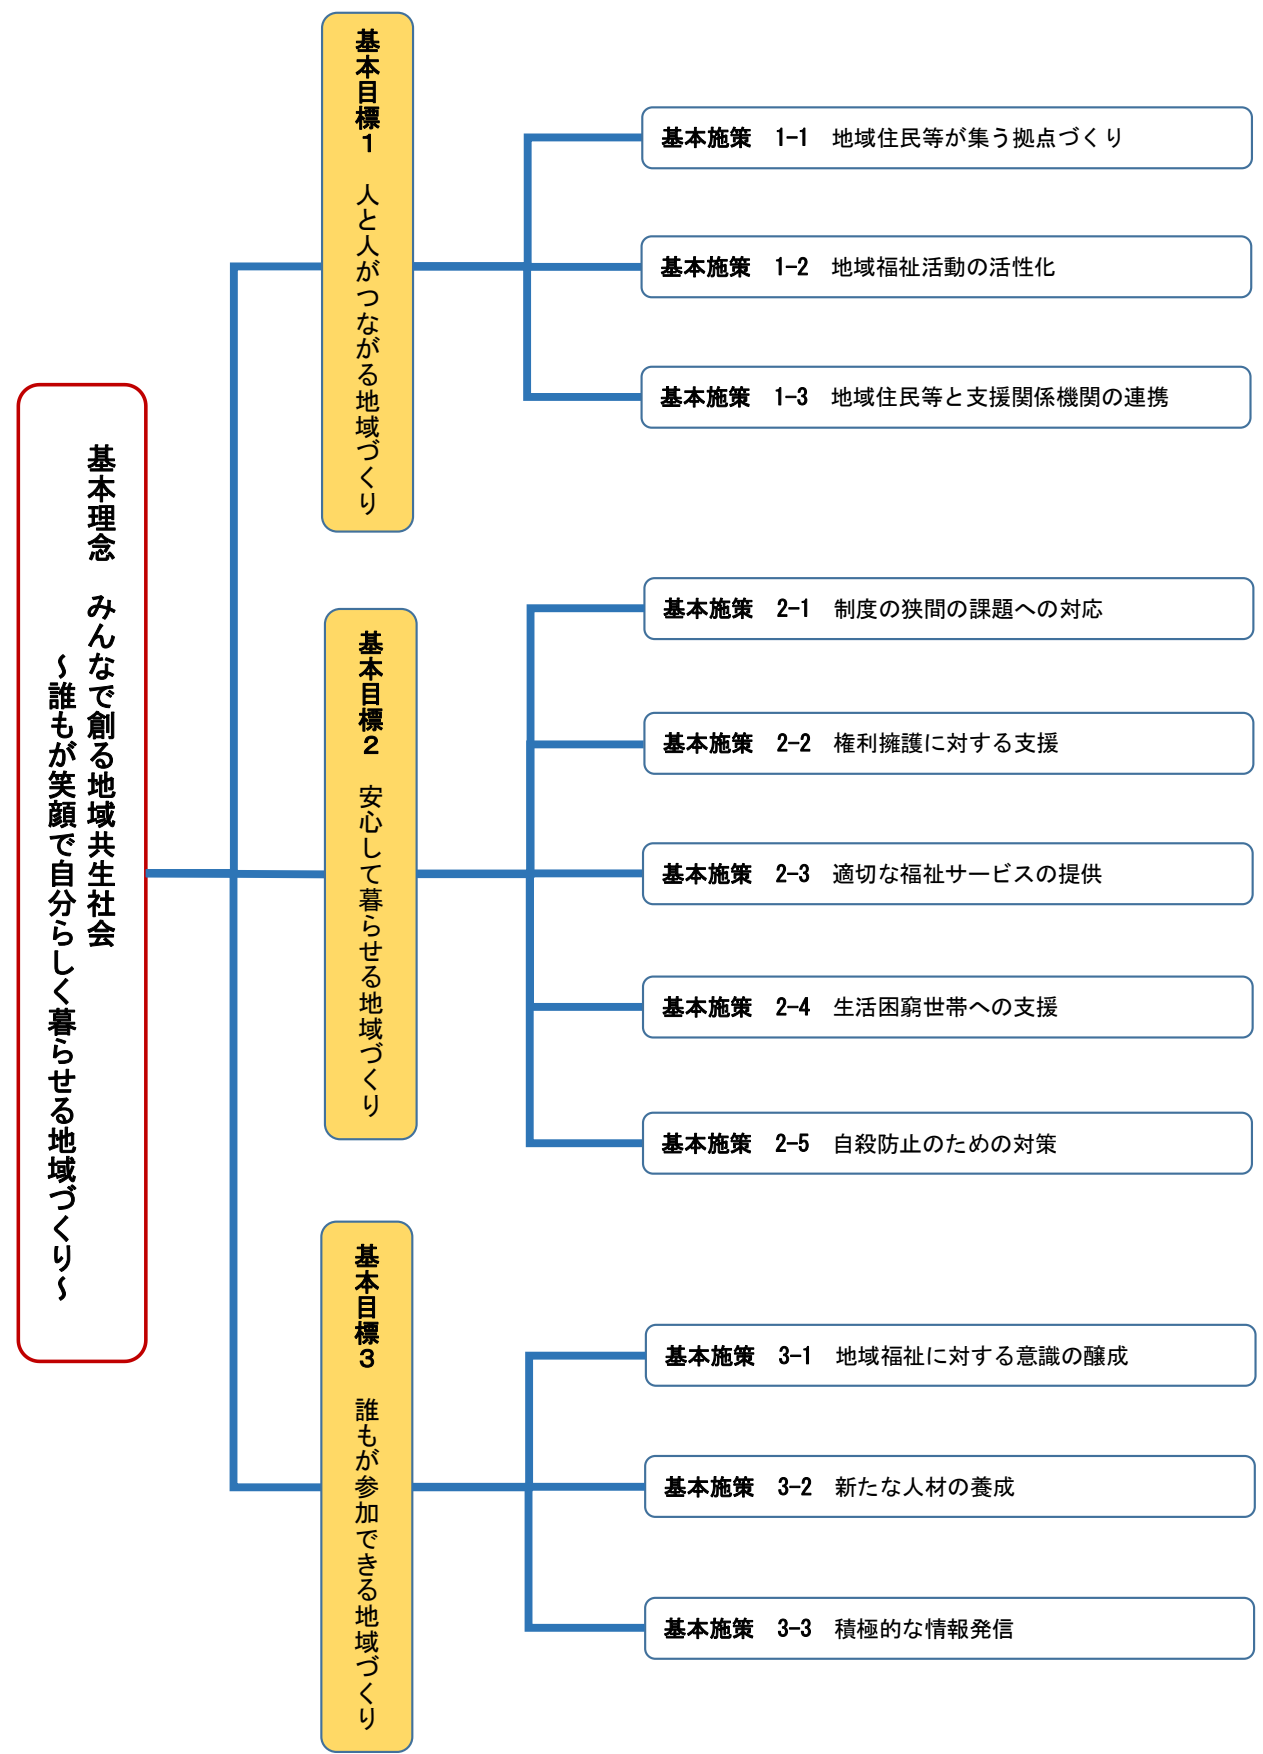 基本理念　みんなで創る地域共生社会
～誰もが笑顔で自分らしく暮らせる地域づくり～
基本目標１　人と人がつながる地域づくり
基本施策　1-1　地域住民等が集う拠点づくり
基本施策　1-2　地域福祉活動の活性化
基本施策　1-3　地域住民等と支援関係機関の連携
基本目標２　安心して暮らせる地域づくり
基本施策　2-1　制度の狭間の課題への対応
基本施策　2-2　権利擁護に対する支援
基本施策　2-3　適切な福祉サービスの提供
基本施策　2-4　生活困窮世帯への支援
基本施策　2-5　自殺防止のための対策
基本目標３　誰もが参加できる地域づくり
基本施策　3-1　地域福祉に対する意識の醸成
基本施策　3-2　新たな人材の養成
基本施策　3-3　積極的な情報発信